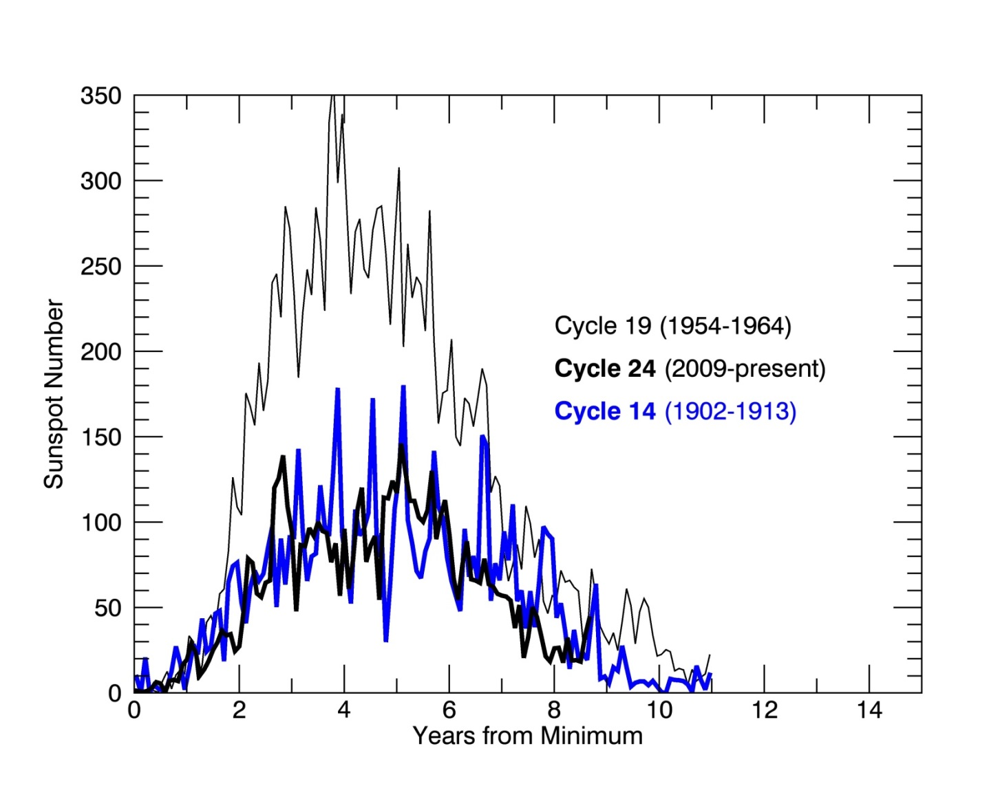 350
300
250
200
150
100
50
0
Sunspot Number
Cycle 19 (1954-1964)
Cycle 24 (2009-present)
Cycle 14 (1902-1913)
0 2 4 6 8 10 12 14
Years from Minimum